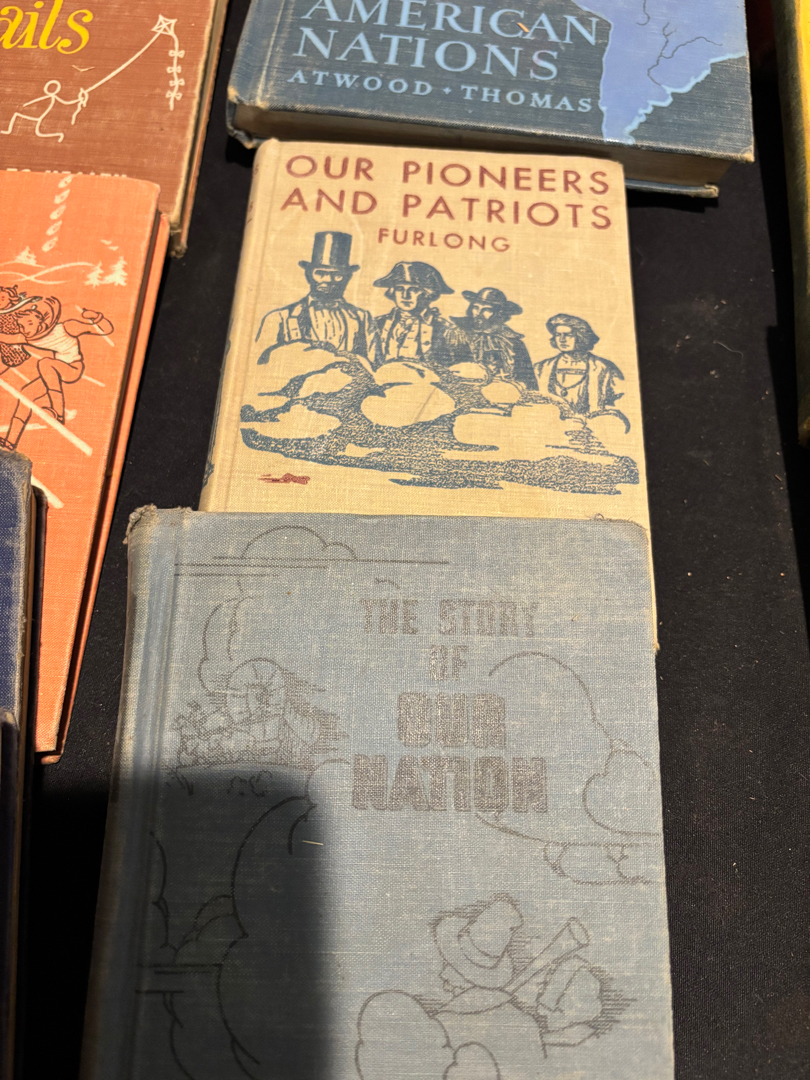 ails
AMERICAN
NATIONS
ATWOOD + THOMAS
OUR PIONEERS
AND PATRIOTS
FURLONG
THE STORY
OF
OUR
NATION